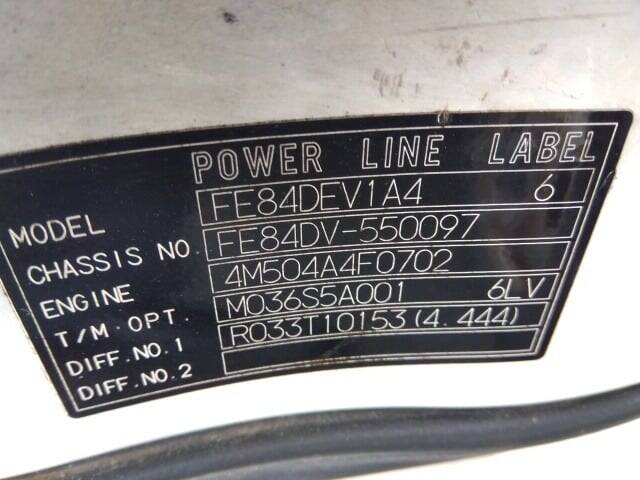 POWER LINE LABEL
MODEL FE84DEV1A4 6
CHASSIS NO. FE84DV-550097
ENGINE 4M504A4F0702
T/M.OPT. M036S5A001 6LV
DIFF.NO.1 R033T10153(4.444)
DIFF.NO.2